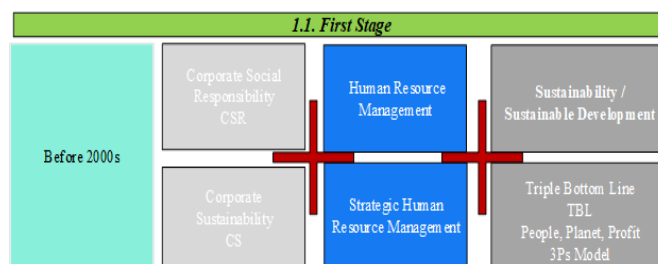 1.1. First Stage
Before 2000s
Corporate Social
Responsibility
CSR
Human Resource
Management
Sustainability /
Sustainable Development
Corporate
Sustainability
CS
Strategic Human
Resource Management
Triple Bottom Line
TBL
People, Planet, Profit
3Ps Model